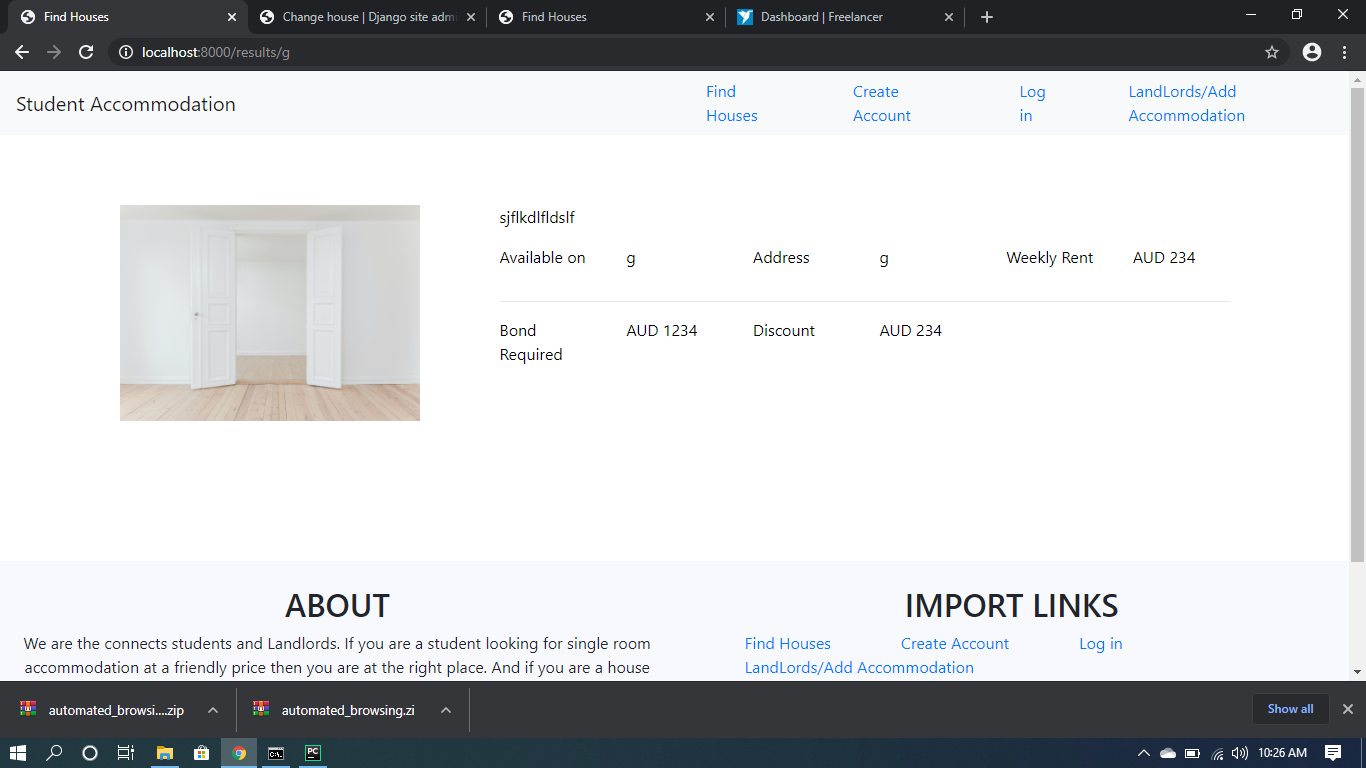 Find Houses
Change house | Django site adm
Find Houses
Dashboard | Freelancer
localhost:8000/results/g
Student Accommodation
Find Houses
Create Account
Log in
LandLords/Add Accommodation
sjflkdlfldslf
Available on g Address g Weekly Rent AUD 234
Bond Required AUD 1234 Discount AUD 234
ABOUT
We are the connects students and Landlords. If you are a student looking for single room
accommodation at a friendly price then you are at the right place. And if you are a house
IMPORT LINKS
Find Houses Create Account Log in
LandLords/Add Accommodation
automated_browsi....zip
automated_browsing.zi
Show all
10:26 AM